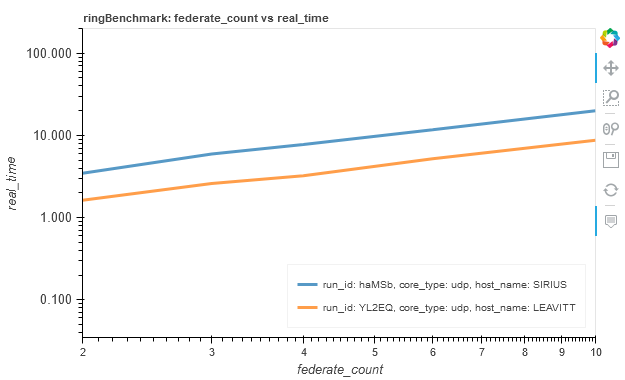 ringBenchmark: federate_count vs real_time
100.000
10.000
1.000
0.100
real_time
run_id: haMSb, core_type: udp, host_name: SIRIUS
run_id: YL2EQ, core_type: udp, host_name: LEAVITT
2 3 4 5 6 7 8 9 10
federate_count